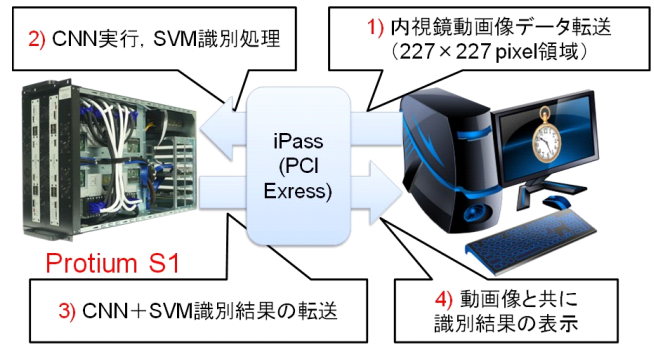 2) CNN実行，SVM識別処理
1) 内視鏡動画像データ転送
（227×227 pixel領域）
iPass
(PCI
Exress)
Protium S1
3) CNN＋SVM識別結果の転送
4) 動画像と共に
識別結果の表示